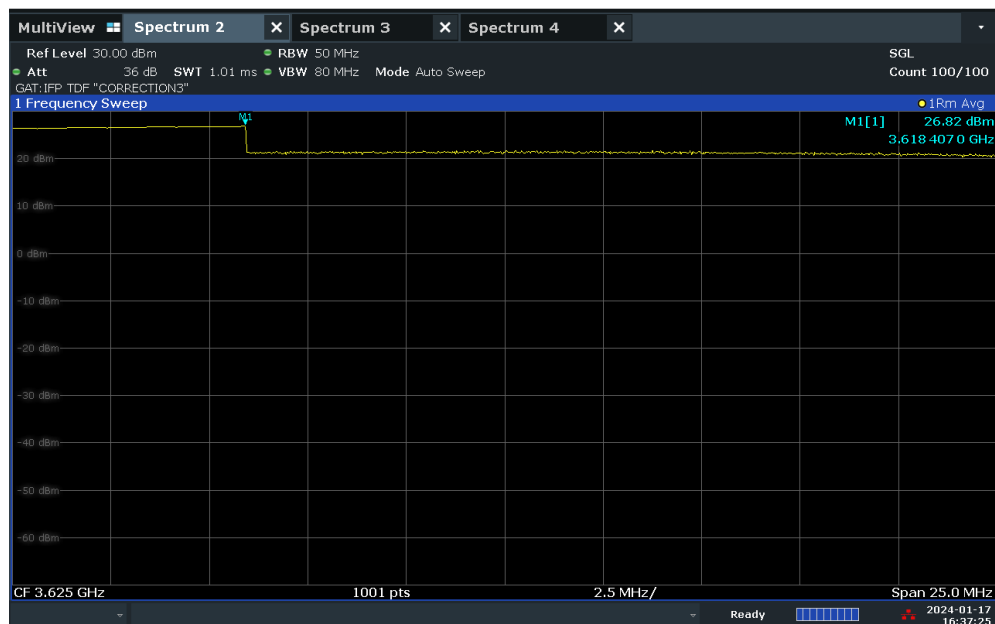 MultiView Spectrum 2 ✕ Spectrum 3 ✕ Spectrum 4 ✕
Ref Level 30.00 dBm RBW 50 MHz SGL
Att 36 dB SWT 1.01 ms VBW 80 MHz Mode Auto Sweep Count 100/100
GAT:IFP TDF "CORRECTION3"
1 Frequency Sweep 1Rm Avg
M1 M1[1] 26.82 dBm
3.618 407 0 GHz
20 dBm
10 dBm
0 dBm
-10 dBm
-20 dBm
-30 dBm
-40 dBm
-50 dBm
-60 dBm
CF 3.625 GHz 1001 pts 2.5 MHz/ Span 25.0 MHz
Ready 2024-01-17
16:37:25